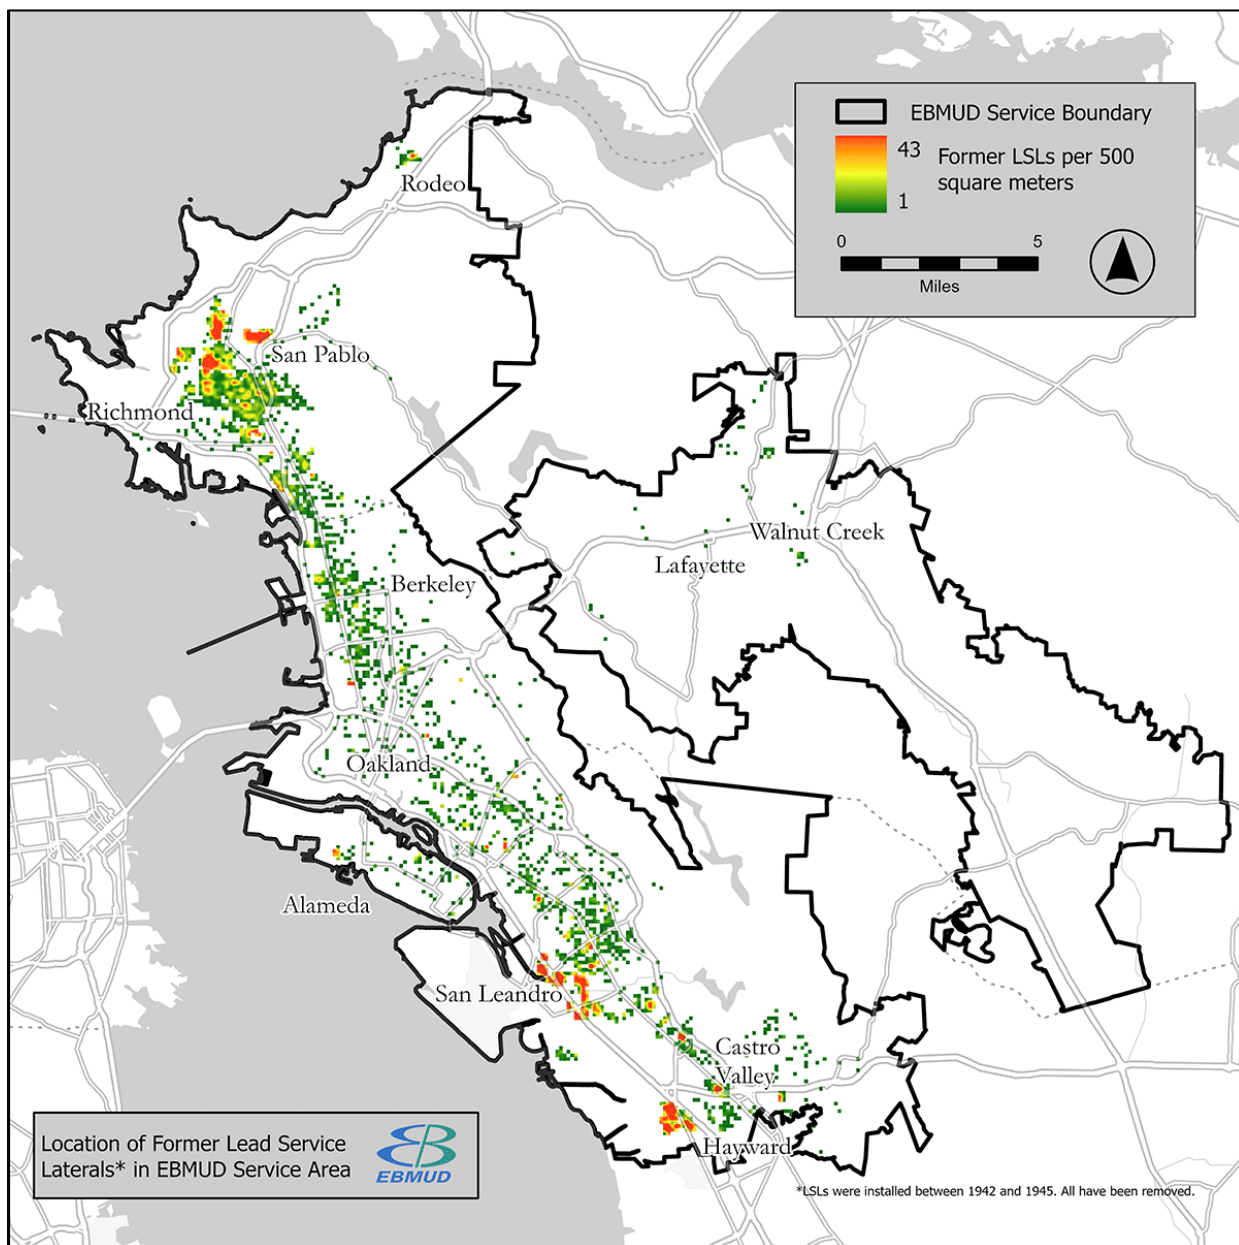 EBMUD Service Boundary
43
Former LSLs per 500
square meters
1
0
5
Miles
Rodeo
San Pablo
Richmond
Walnut Creek
Lafayette
Berkeley
Oakland
Alameda
San Leandro
Castro
Valley
Hayward
Location of Former Lead Service
Laterals* in EBMUD Service Area
EBMUD
*LSLs were installed between 1942 and 1945. All have been removed.